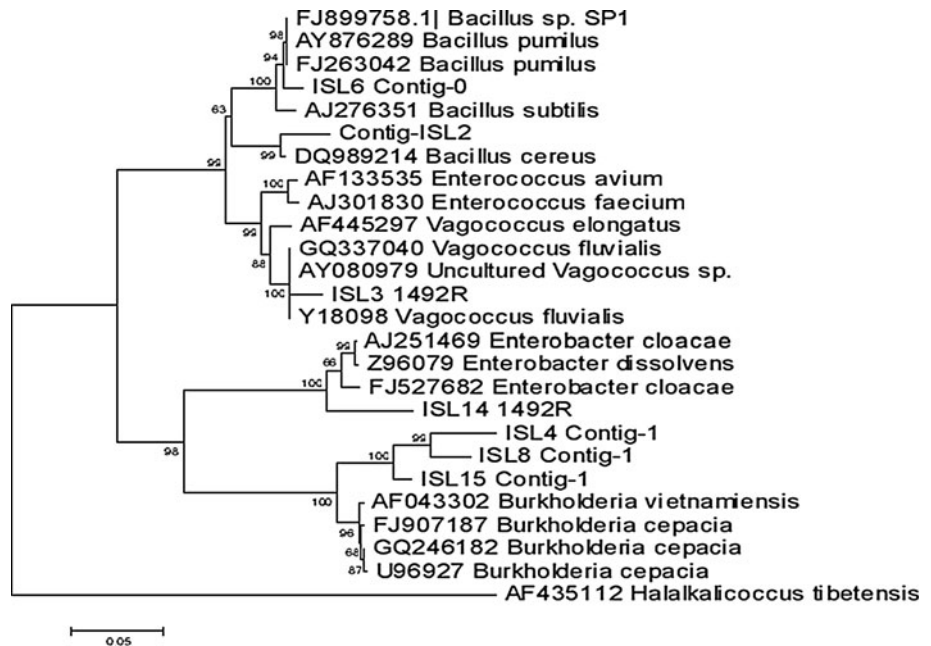 FJ899758.1| Bacillus sp. SP1
98
AY876289 Bacillus pumilus
94
FJ263042 Bacillus pumilus
100
ISL6 Contig-0
63
AJ276351 Bacillus subtilis
Contig-ISL2
99
99
DQ989214 Bacillus cereus
100
AF133535 Enterococcus avium
AJ301830 Enterococcus faecium
99
AF445297 Vagococcus elongatus
GQ337040 Vagococcus fluvialis
88
AY080979 Uncultured Vagococcus sp.
100
ISL3 1492R
Y18098 Vagococcus fluvialis
99
AJ251469 Enterobacter cloacae
66
Z96079 Enterobacter dissolvens
100
FJ527682 Enterobacter cloacae
ISL14 1492R
98
99
ISL4 Contig-1
100
ISL8 Contig-1
ISL15 Contig-1
100
AF043302 Burkholderia vietnamiensis
96
FJ907187 Burkholderia cepacia
68
GQ246182 Burkholderia cepacia
87
U96927 Burkholderia cepacia
AF435112 Halalkalicoccus tibetensis
0.05